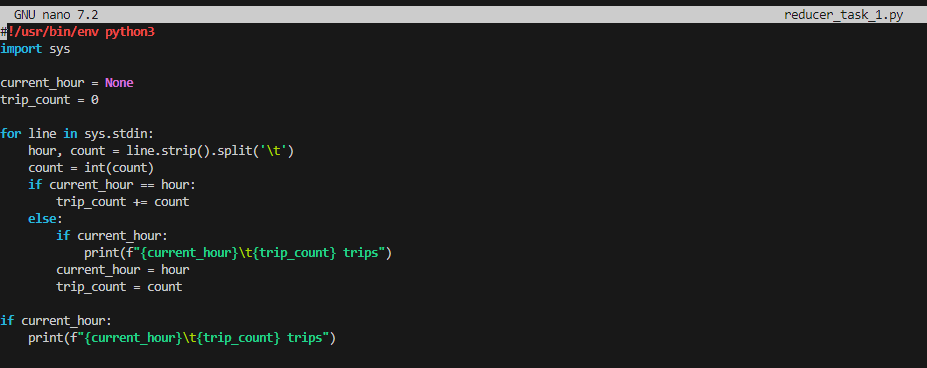 GNU nano 7.2 reducer_task_1.py
#!/usr/bin/env python3
import sys

current_hour = None
trip_count = 0

for line in sys.stdin:
    hour, count = line.strip().split('\t')
    count = int(count)
    if current_hour == hour:
        trip_count += count
    else:
        if current_hour:
            print(f"{current_hour}\t{trip_count} trips")
        current_hour = hour
        trip_count = count

if current_hour:
    print(f"{current_hour}\t{trip_count} trips")